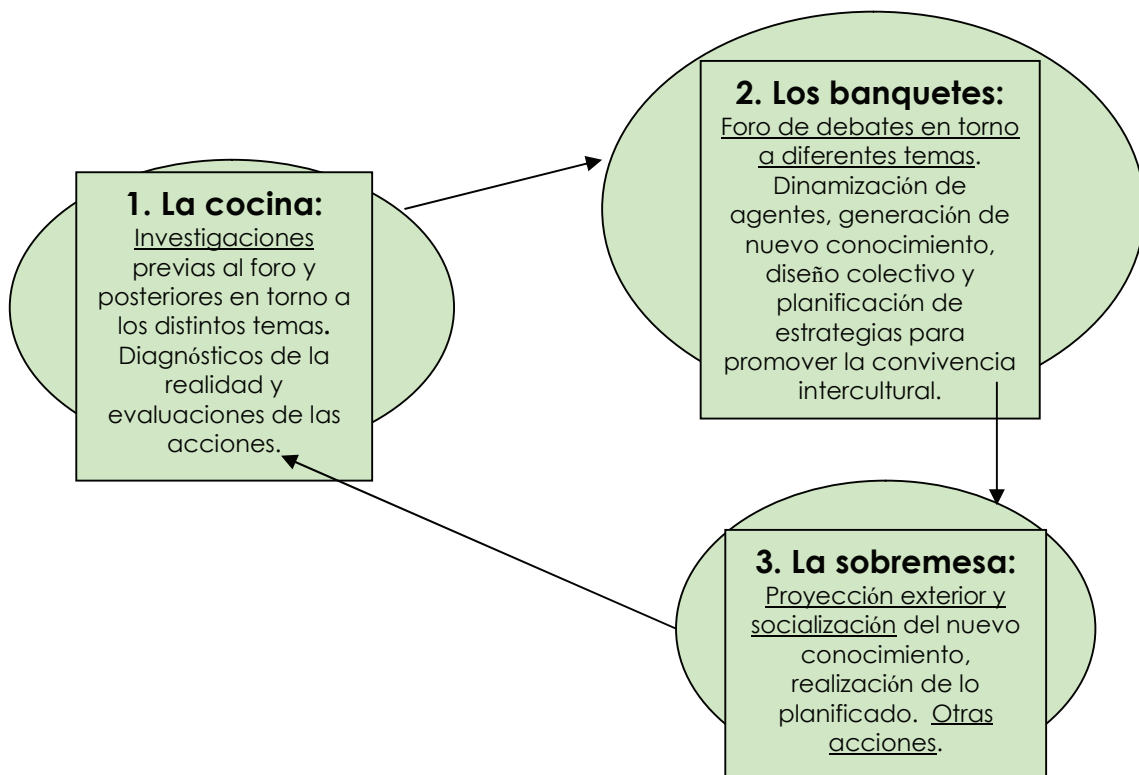 1. La cocina:
Investigaciones
previas al foro y
posteriores en torno a
los distintos temas.
Diagnósticos de la
realidad y
evaluaciones de las
acciones.
2. Los banquetes:
Foro de debates en torno
a diferentes temas.
Dinamización de
agentes, generación de
nuevo conocimiento,
diseño colectivo y
planificación de
estrategias para
promover la convivencia
intercultural.
3. La sobremesa:
Proyección exterior y
socialización del nuevo
conocimiento,
realización de lo
planificado. Otras
acciones.